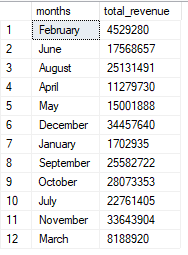 months total_revenue
1 February 4529280
2 June 17568657
3 August 25131491
4 April 11279730
5 May 15001888
6 December 34457640
7 January 1702935
8 September 25582722
9 October 28073353
10 July 22761405
11 November 33643904
12 March 8188920